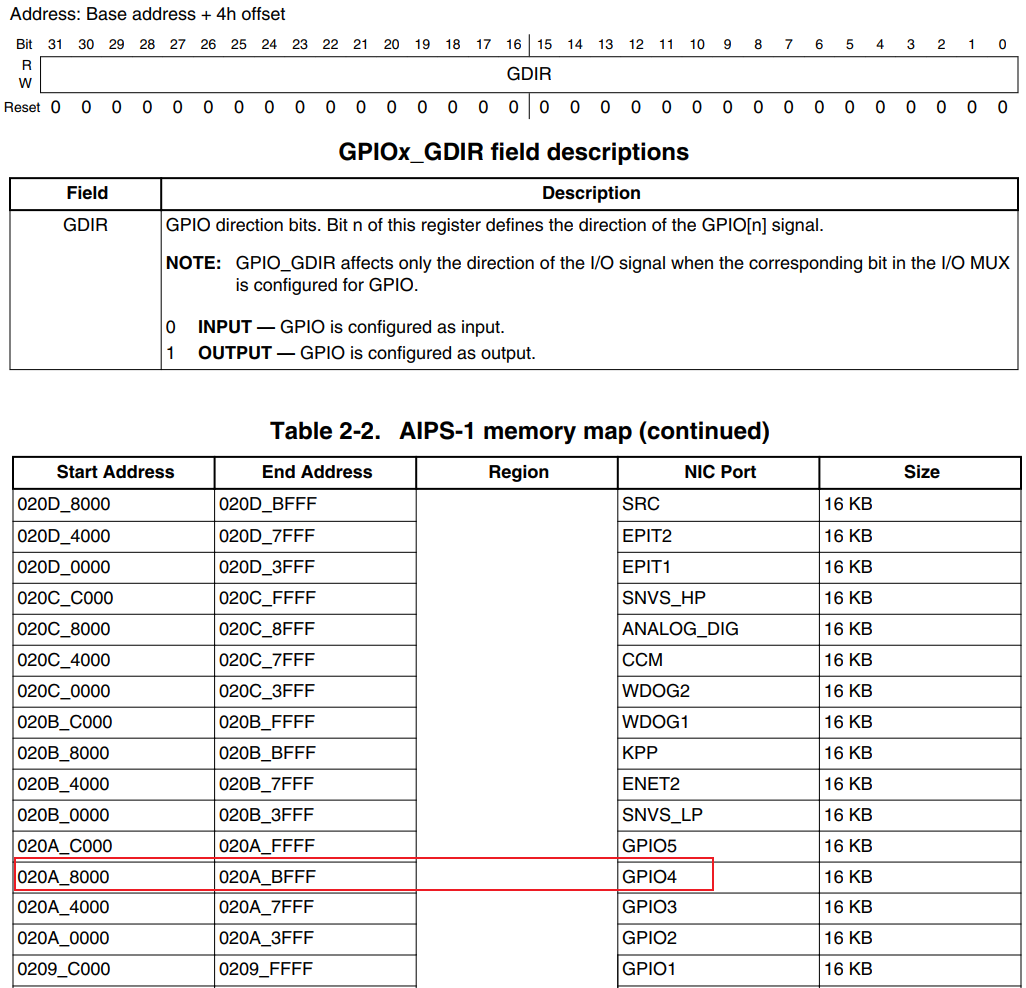 Address: Base address + 4h offset
Bit 31 30 29 28 27 26 25 24 23 22 21 20 19 18 17 16 15 14 13 12 11 10 9 8 7 6 5 4 3 2 1 0
R
GDIR
W
Reset 0 0 0 0 0 0 0 0 0 0 0 0 0 0 0 0 0 0 0 0 0 0 0 0 0 0 0 0 0 0 0 0
GPIOx_GDIR field descriptions
Field Description
GDIR GPIO direction bits. Bit n of this register defines the direction of the GPIO[n] signal.
NOTE: GPIO_GDIR affects only the direction of the I/O signal when the corresponding bit in the I/O MUX
is configured for GPIO.
0 INPUT — GPIO is configured as input.
1 OUTPUT — GPIO is configured as output.
Table 2-2. AIPS-1 memory map (continued)
Start Address End Address Region NIC Port Size
020D_8000 020D_BFFF SRC 16 KB
020D_4000 020D_7FFF EPIT2 16 KB
020D_0000 020D_3FFF EPIT1 16 KB
020C_C000 020C_FFFF SNVS_HP 16 KB
020C_8000 020C_8FFF ANALOG_DIG 16 KB
020C_4000 020C_7FFF CCM 16 KB
020C_0000 020C_3FFF WDOG2 16 KB
020B_C000 020B_FFFF WDOG1 16 KB
020B_8000 020B_BFFF KPP 16 KB
020B_4000 020B_7FFF ENET2 16 KB
020B_0000 020B_3FFF SNVS_LP 16 KB
020A_C000 020A_FFFF GPIO5 16 KB
020A_8000 020A_BFFF GPIO4 16 KB
020A_4000 020A_7FFF GPIO3 16 KB
020A_0000 020A_3FFF GPIO2 16 KB
0209_C000 0209_FFFF GPIO1 16 KB